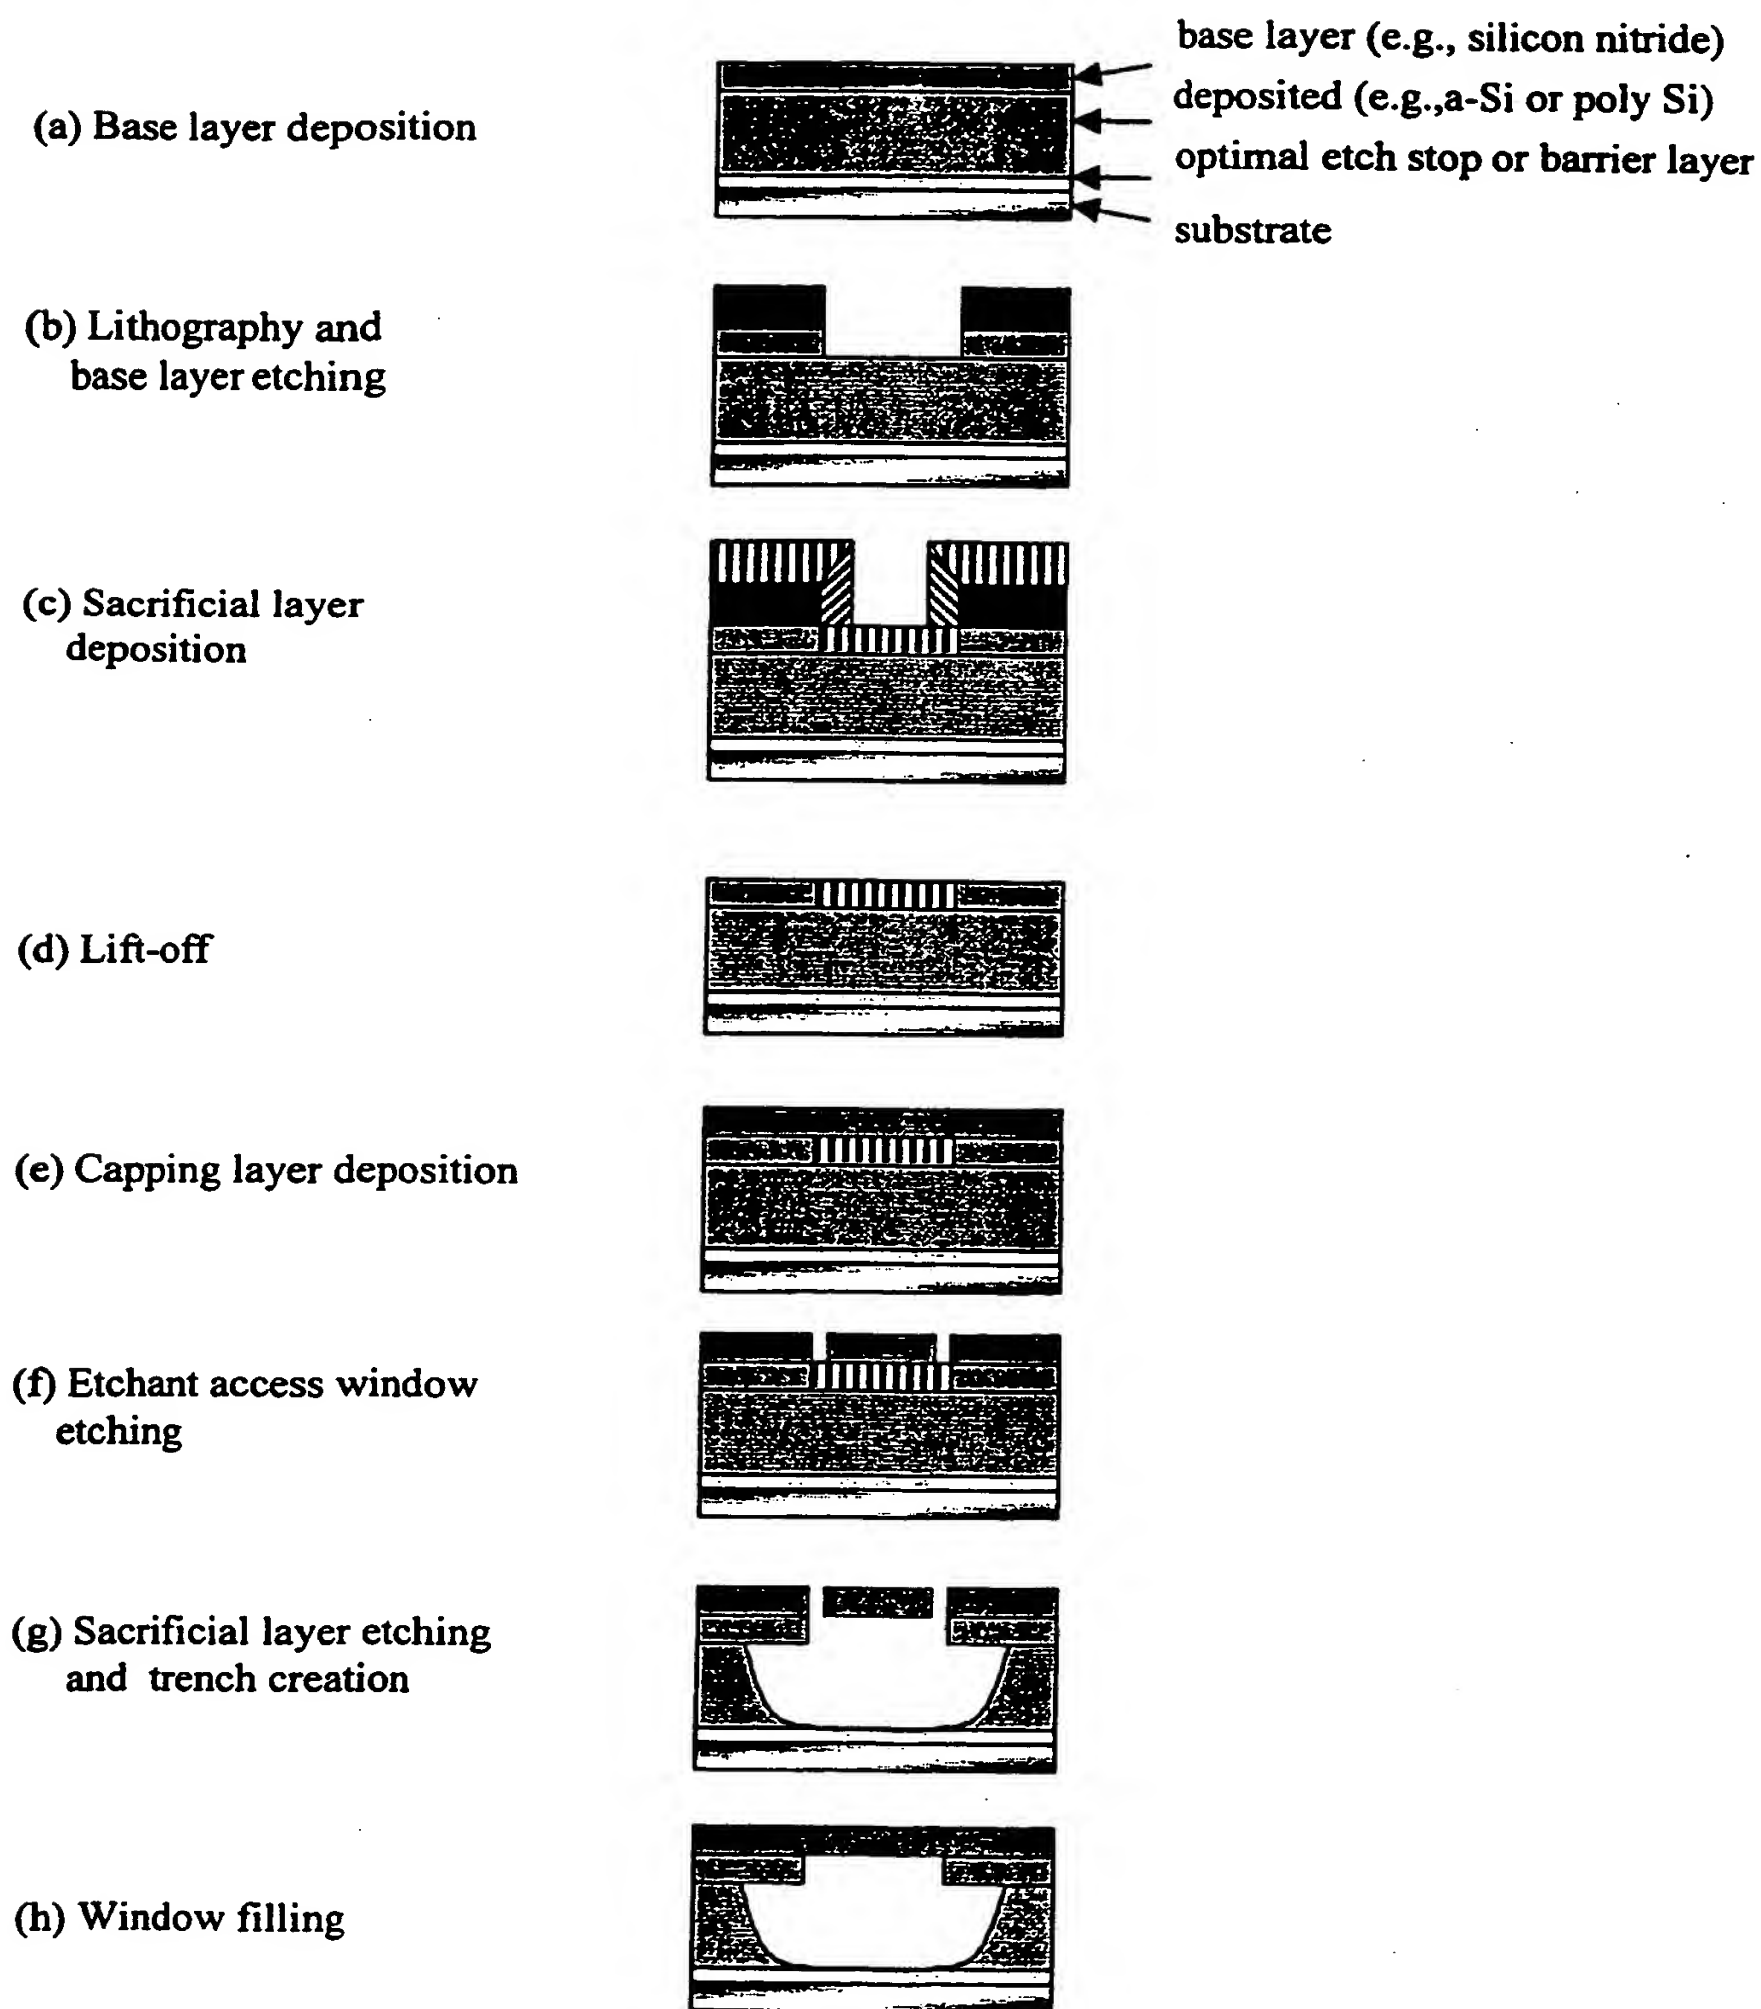 (a) Base layer deposition
base layer (e.g., silicon nitride)
deposited (e.g.,a-Si or poly Si)
optimal etch stop or barrier layer
substrate
(b) Lithography and
base layer etching
(c) Sacrificial layer
deposition
(d) Lift-off
(e) Capping layer deposition
(f) Etchant access window
etching
(g) Sacrificial layer etching
and trench creation
(h) Window filling